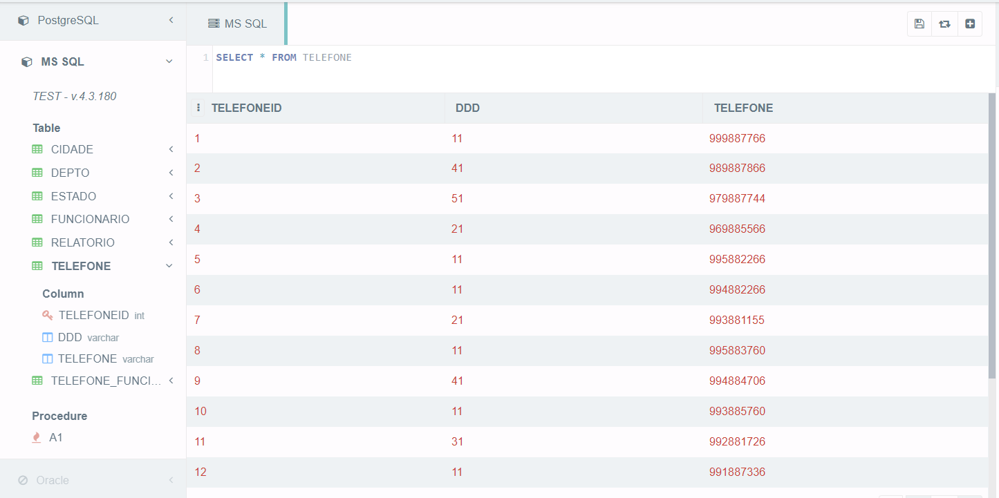 PostgreSQL
MS SQL
TEST - v.4.3.180
Table
CIDADE
DEPTO
ESTADO
FUNCIONARIO
RELATORIO
TELEFONE
Column
TELEFONEID int
DDD varchar
TELEFONE varchar
TELEFONE_FUNCI...
Procedure
A1
Oracle
MS SQL
1 SELECT * FROM TELEFONE
TELEFONEID DDD TELEFONE
1 11 999887766
2 41 989887866
3 51 979887744
4 21 969885566
5 11 995882266
6 11 994882266
7 21 993881155
8 11 995883760
9 41 994884706
10 11 993885760
11 31 992881726
12 11 991887336